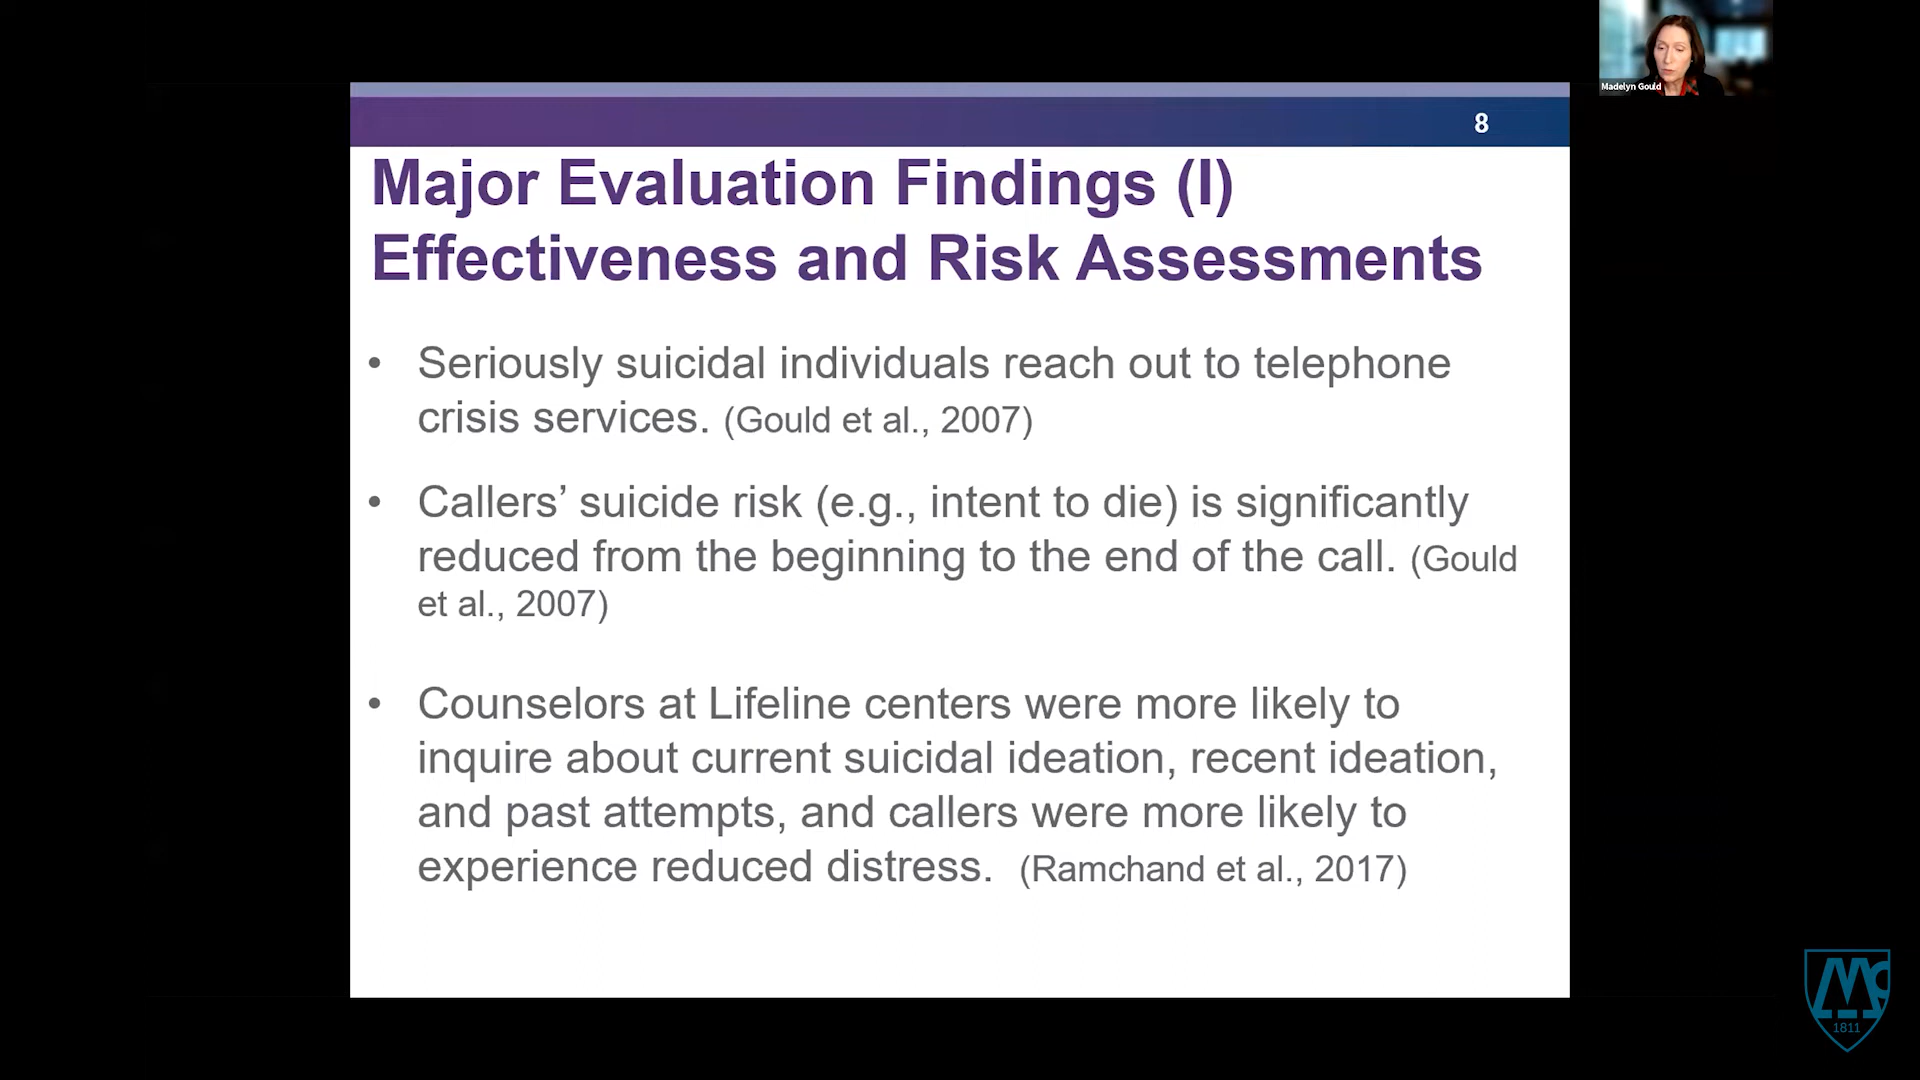 Madelyn Gould
8
Major Evaluation Findings (I)
Effectiveness and Risk Assessments
• Seriously suicidal individuals reach out to telephone
crisis services. (Gould et al., 2007)
• Callers’ suicide risk (e.g., intent to die) is significantly
reduced from the beginning to the end of the call. (Gould
et al., 2007)
• Counselors at Lifeline centers were more likely to
inquire about current suicidal ideation, recent ideation,
and past attempts, and callers were more likely to
experience reduced distress. (Ramchand et al., 2017)
Mc
1811